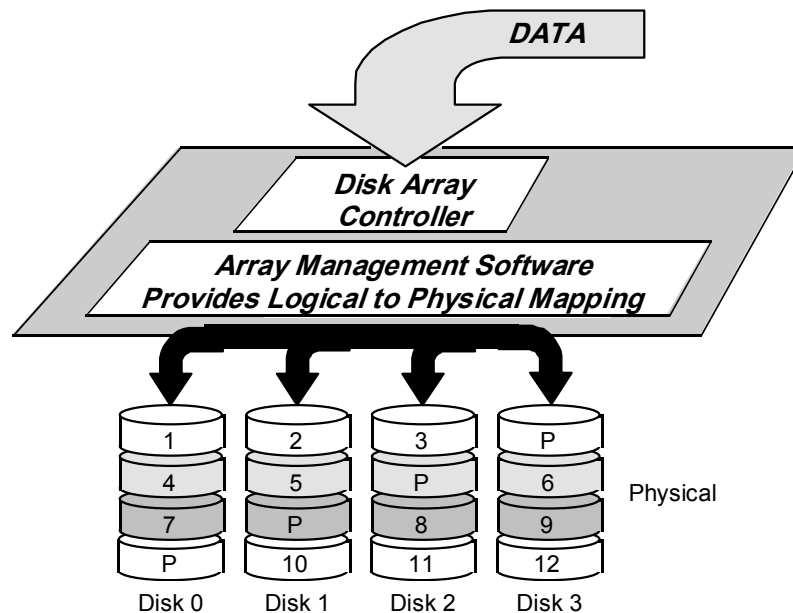 DATA
Disk Array
Controller
Array Management Software
Provides Logical to Physical Mapping
1 2 3 P
4 5 P 6
Physical
7 P 8 9
P 10 11 12
Disk 0 Disk 1 Disk 2 Disk 3